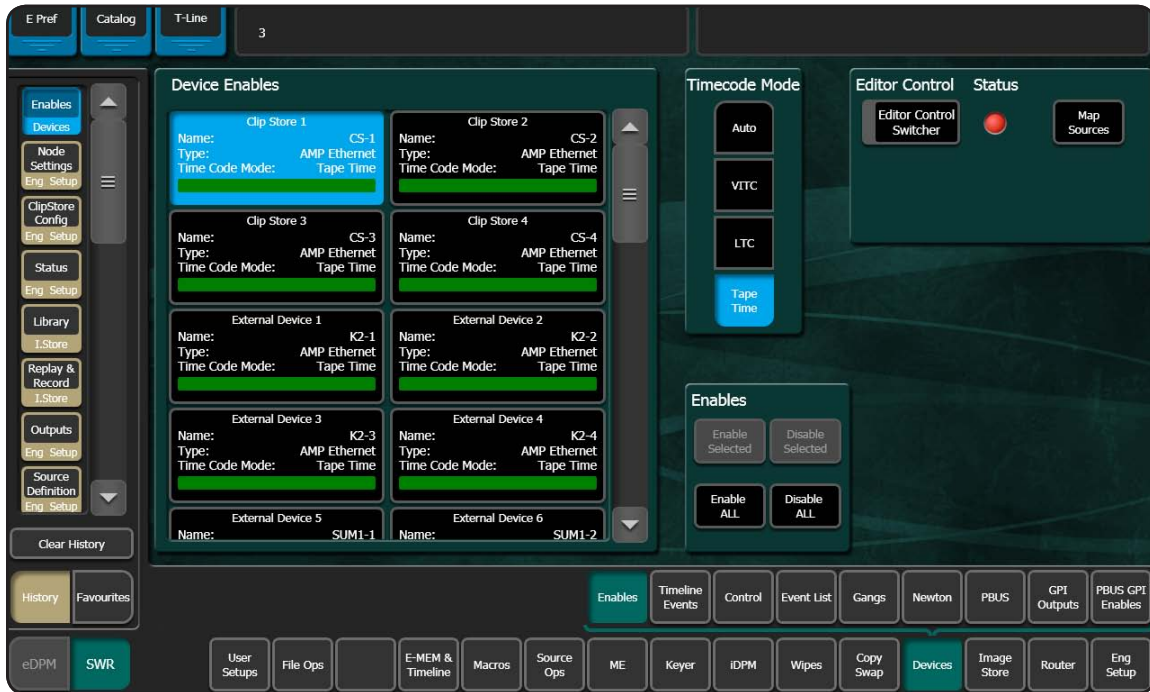 E Pref
Catalog
T-Line
3
Enables
Devices
Node
Settings
Eng Setup
ClipStore
Config
Eng Setup
Status
Eng Setup
Library
I.Store
Replay &
Record
I.Store
Outputs
Eng Setup
Source
Definition
Eng Setup
Clear History
History
Favourites
eDPM
SWR
Device Enables
Clip Store 1
Name: CS-1
Type: AMP Ethernet
Time Code Mode: Tape Time
Clip Store 2
Name: CS-2
Type: AMP Ethernet
Time Code Mode: Tape Time
Clip Store 3
Name: CS-3
Type: AMP Ethernet
Time Code Mode: Tape Time
Clip Store 4
Name: CS-4
Type: AMP Ethernet
Time Code Mode: Tape Time
External Device 1
Name: K2-1
Type: AMP Ethernet
Time Code Mode: Tape Time
External Device 2
Name: K2-2
Type: AMP Ethernet
Time Code Mode: Tape Time
External Device 3
Name: K2-3
Type: AMP Ethernet
Time Code Mode: Tape Time
External Device 4
Name: K2-4
Type: AMP Ethernet
Time Code Mode: Tape Time
External Device 5
Name: SUM1-1
External Device 6
Name: SUM1-2
Timecode Mode
Auto
VITC
LTC
Tape
Time
Editor Control Status
Editor Control
Switcher
Map
Sources
Enables
Enable
Selected
Disable
Selected
Enable
ALL
Disable
ALL
Enables
Timeline
Events
Control
Event List
Gangs
Newton
PBUS
GPI
Outputs
PBUS GPI
Enables
User
Setups
File Ops
E-MEM &
Timeline
Macros
Source
Ops
ME
Keyer
iDPM
Wipes
Copy
Swap
Devices
Image
Store
Router
Eng
Setup